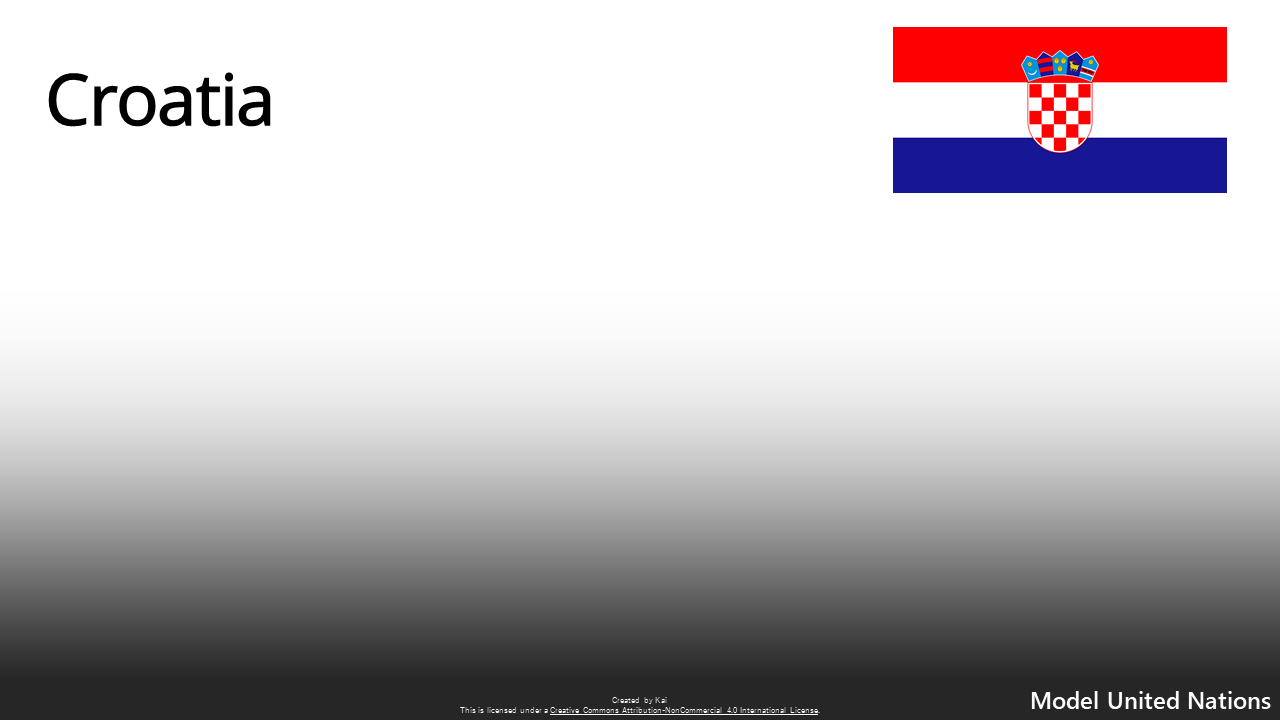 Croatia
Created by Kai
This is licensed under a Creative Commons Attribution-NonCommercial 4.0 International License.
Model United Nations